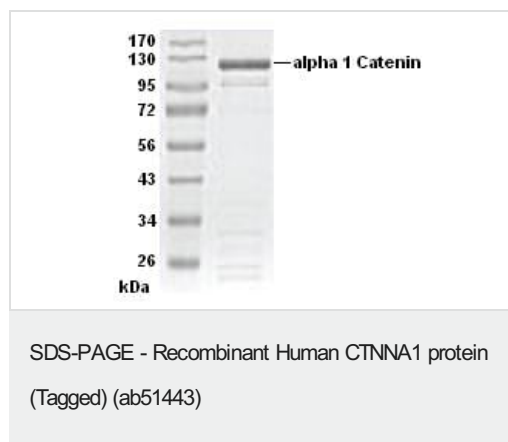 170
130
alpha 1 Catenin
95
72
56
43
34
26
kDa
SDS-PAGE - Recombinant Human CTNNA1 protein
(Tagged) (ab51443)